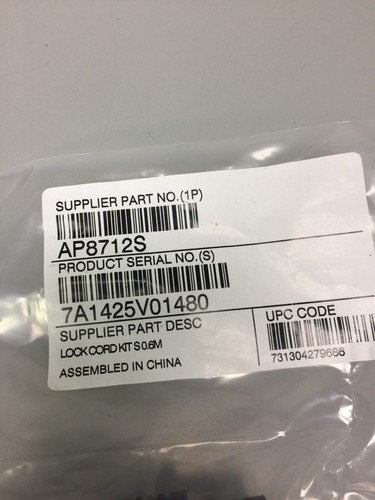 SUPPLIER PART NO.(1P)
AP8712S
PRODUCT SERIAL NO.(S)
7A1425V01480
SUPPLIER PART DESC
LOCK CORD KIT S 0.6M
ASSEMBLED IN CHINA
UPC CODE
731304279686